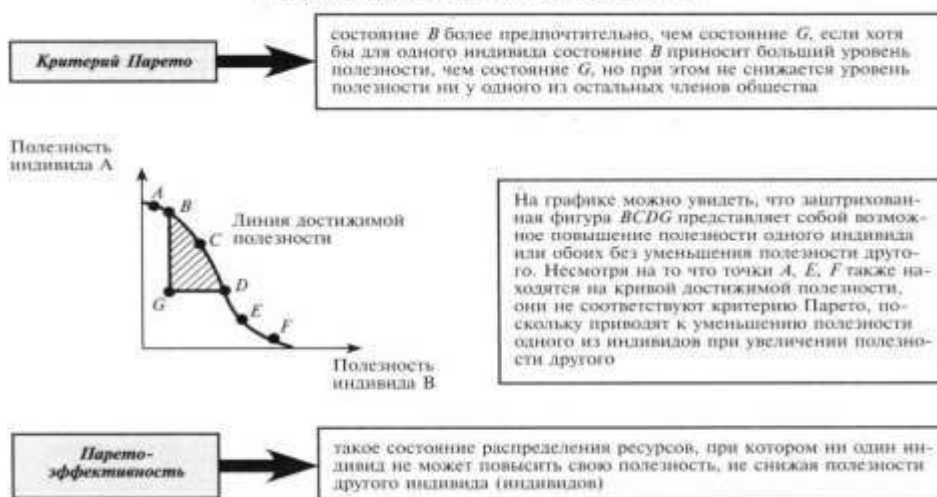 Критерий Парето
состояние B более предпочтительно, чем состояние G, если хотя
бы для одного индивида состояние B приносит больший уровень
полезности, чем состояние G, но при этом не снижается уровень
полезности ни у одного из остальных членов общества
Полезность
индивида A
A
B
Линия достижимой
полезности
C
G
D
E
F
Полезность
индивида B
На графике можно увидеть, что заштрихован-
ная фигура BCDG представляет собой возмож-
ное повышение полезности одного индивида
или обоих без уменьшения полезности друго-
го. Несмотря на то что точки A, E, F также на-
ходятся на кривой достижимой полезности,
они не соответствуют критерию Парето, по-
скольку приводят к уменьшению полезности
одного из индивидов при увеличении полезно-
сти другого
Парето-
эффективность
такое состояние распределения ресурсов, при котором ни один ин-
дивид не может повысить свою полезность, не снижая полезности
другого индивида (индивидов)